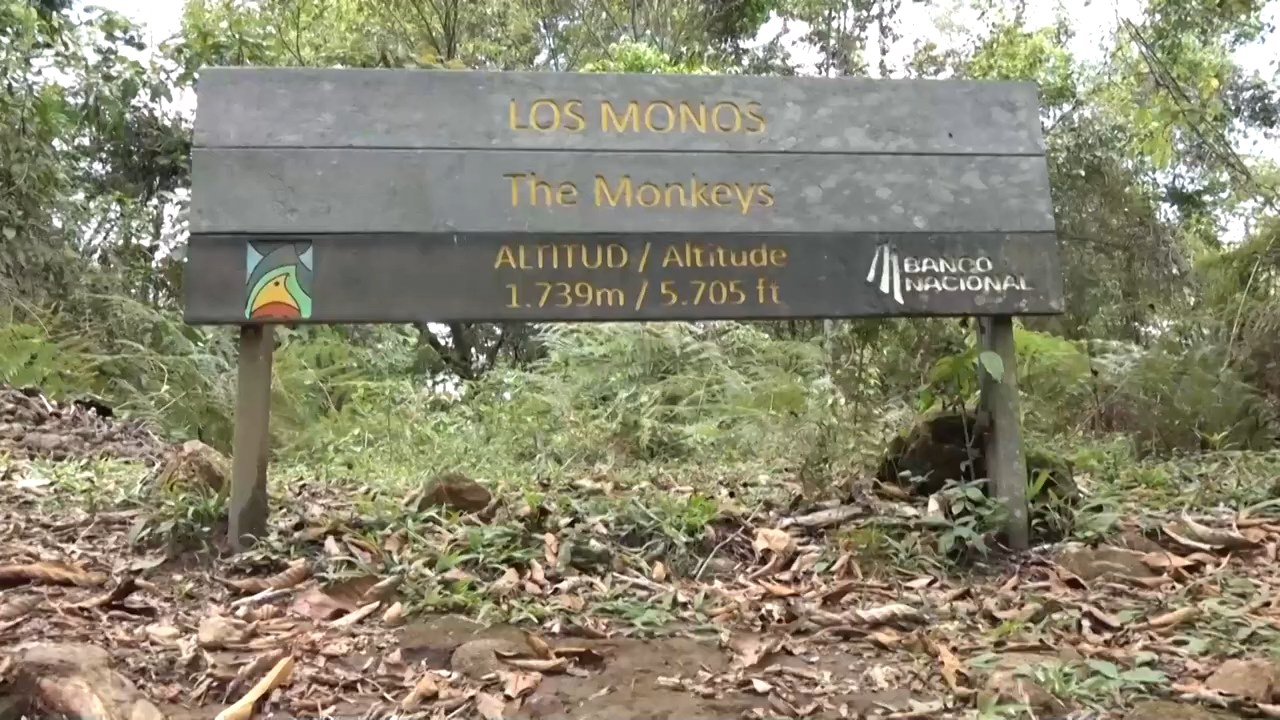 LOS MONOS
The Monkeys
ALTITUD / Altitude
1.739m / 5.705 ft
BANCO
NACIONAL